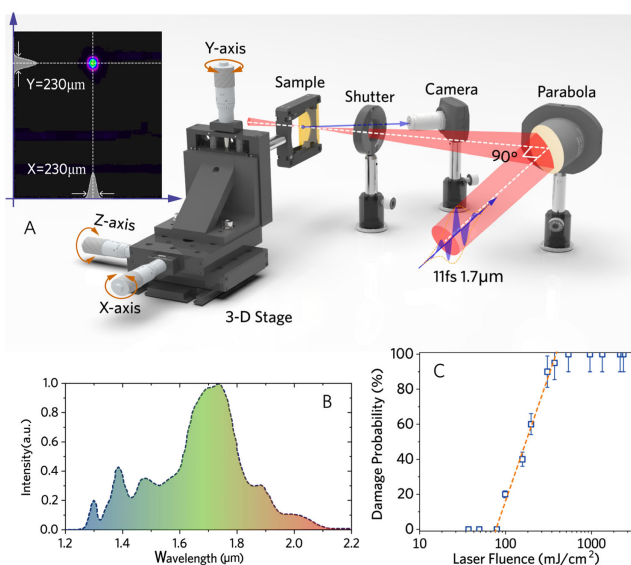 Y-axis
Sample
Shutter
Camera
Parabola
Y=230μm
X=230μm
90°
A
Z-axis
X-axis
11fs 1.7μm
3-D Stage
B
Intensity(a.u.)
1.0
0.8
0.6
0.4
0.2
0.0
1.2 1.4 1.6 1.8 2.0 2.2
Wavelength (μm)
C
Damage Probability (%)
100
80
60
40
20
0
10 100 1000
Laser Fluence (mJ/cm²)